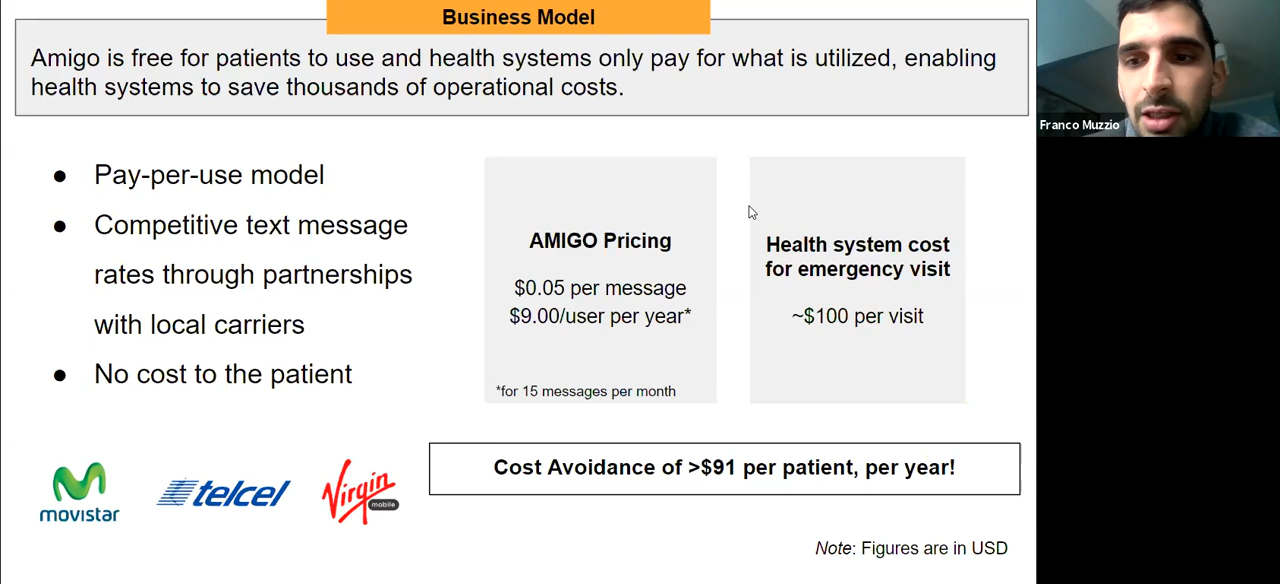 Business Model
Amigo is free for patients to use and health systems only pay for what is utilized, enabling
health systems to save thousands of operational costs.
Franco Muzzio
● Pay-per-use model
● Competitive text message
rates through partnerships
with local carriers
● No cost to the patient
AMIGO Pricing
$0.05 per message
$9.00/user per year*
*for 15 messages per month
Health system cost
for emergency visit
~$100 per visit
Cost Avoidance of >$91 per patient, per year!
movistar
telcel
Virgin
mobile
Note: Figures are in USD